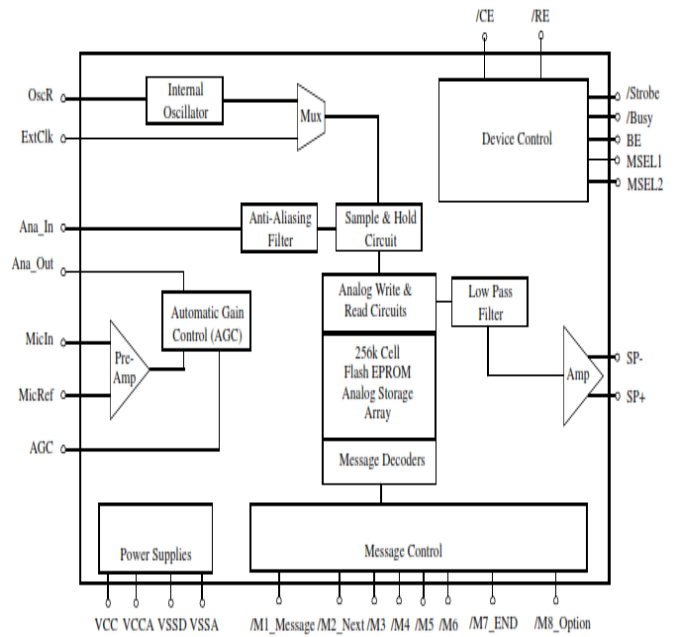 /CE /RE
OscR
Internal
Oscillator
Mux
ExtClk
Device Control
/Strobe
/Busy
BE
MSEL1
MSEL2
Ana_In
Anti-Aliasing
Filter
Sample & Hold
Circuit
Ana_Out
Automatic Gain
Control (AGC)
Analog Write &
Read Circuits
Low Pass
Filter
MicIn
Pre-
Amp
MicRef
256k Cell
Flash EPROM
Analog Storage
Array
Amp
SP-
SP+
AGC
Message Decoders
Power Supplies
Message Control
VCC VCCA VSSD VSSA /M1_Message /M2_Next /M3 /M4 /M5 /M6 /M7_END /M8_Option